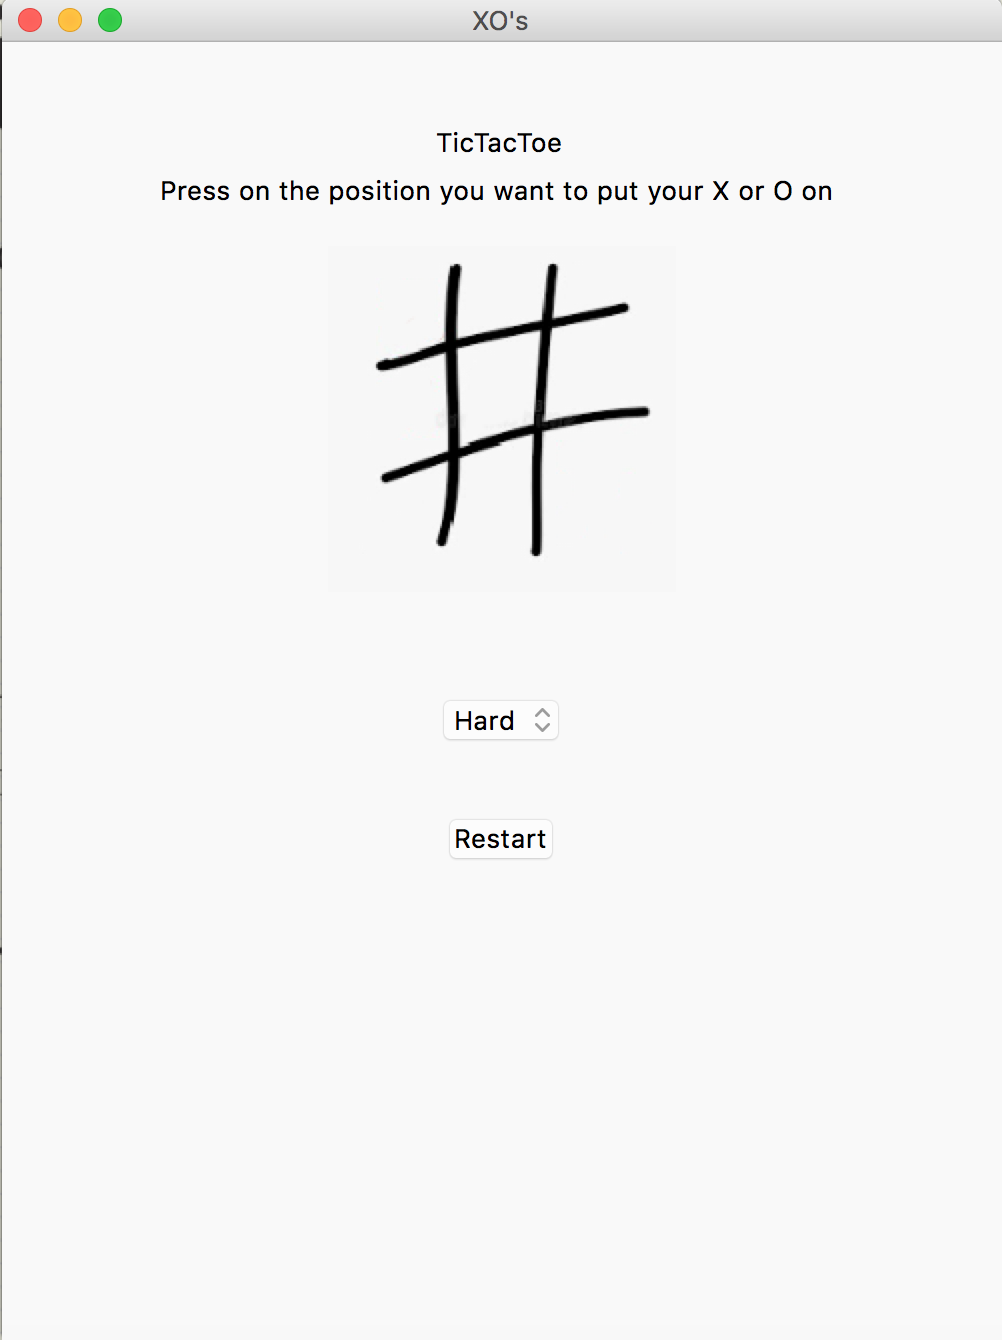 XO's
TicTacToe
Press on the position you want to put your X or O on
Hard
Restart